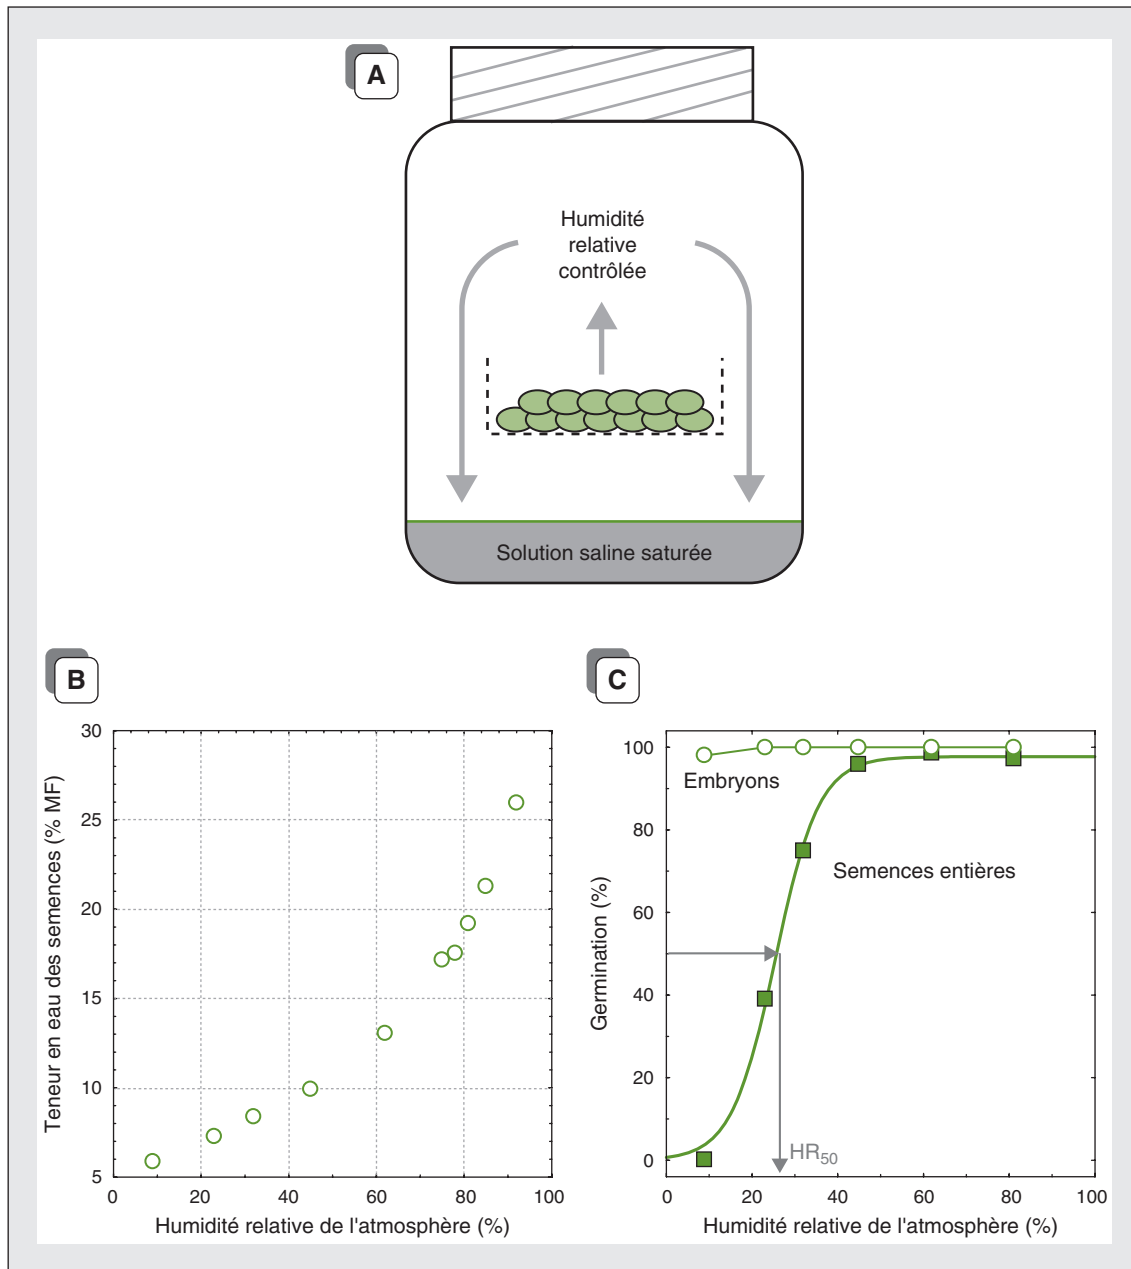 A
Humidité
relative
contrôlée
Solution saline saturée
B
Teneur en eau des semences (% MF)
30
25
20
15
10
5
0 20 40 60 80 100
Humidité relative de l'atmosphère (%)
C
Germination (%)
100
80
60
40
20
0
Embryons
Semences entières
HR50
0 20 40 60 80 100
Humidité relative de l'atmosphère (%)